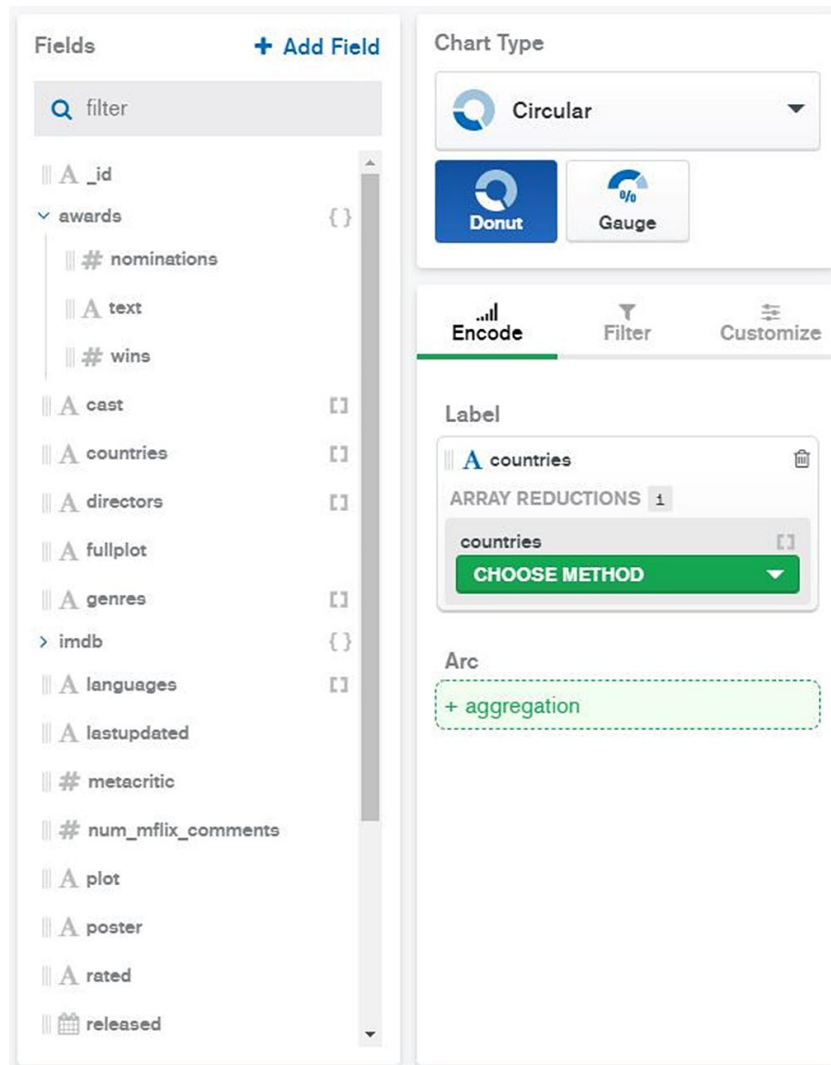 Fields
+ Add Field
filter
A _id
awards { }
# nominations
A text
# wins
A cast [ ]
A countries [ ]
A directors [ ]
A fullplot
A genres [ ]
imdb { }
A languages [ ]
A lastupdated
# metacritic
# num_mflix_comments
A plot
A poster
A rated
released
Chart Type
Circular
Donut
% Gauge
Encode
Filter
Customize
Label
A countries
ARRAY REDUCTIONS i
countries [ ]
CHOOSE METHOD
Arc
+ aggregation